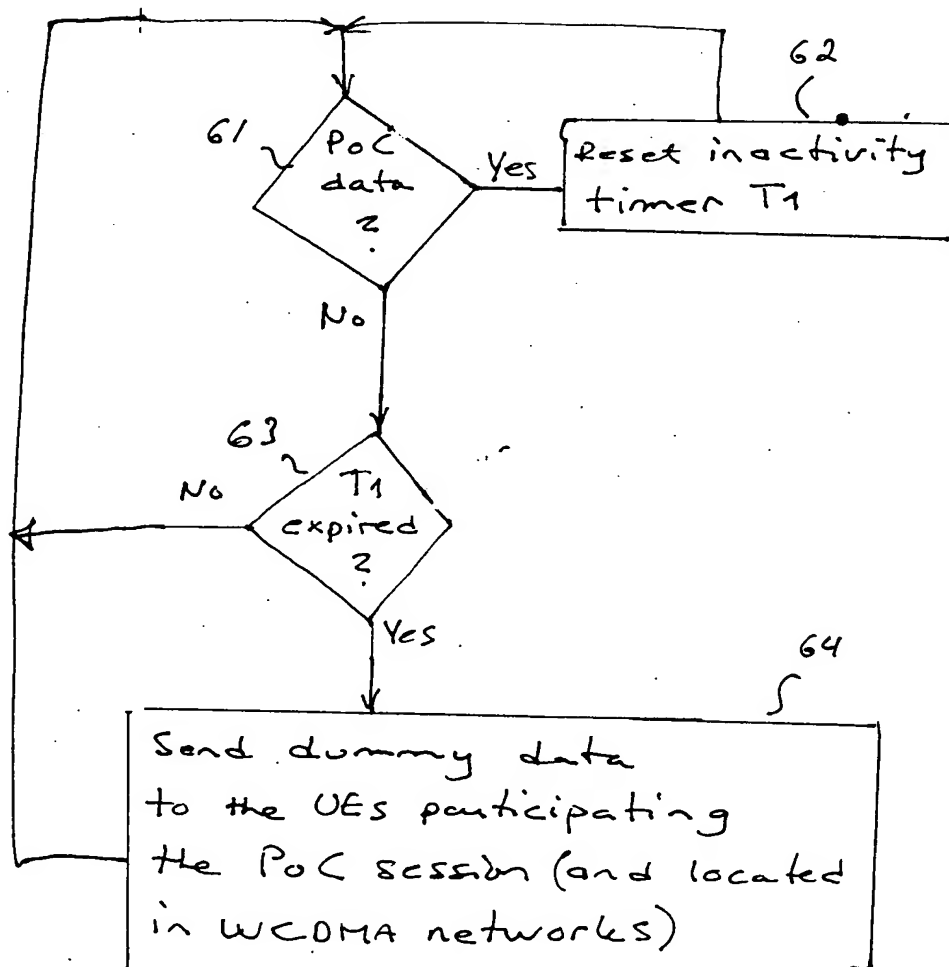 62
61
PoC
data
?
Yes
Reset inactivity
timer T1
No
63
T1
expired
?
No
Yes
64
Send dummy data
to the UEs participating
the PoC session (and located
in WCDMA networks)